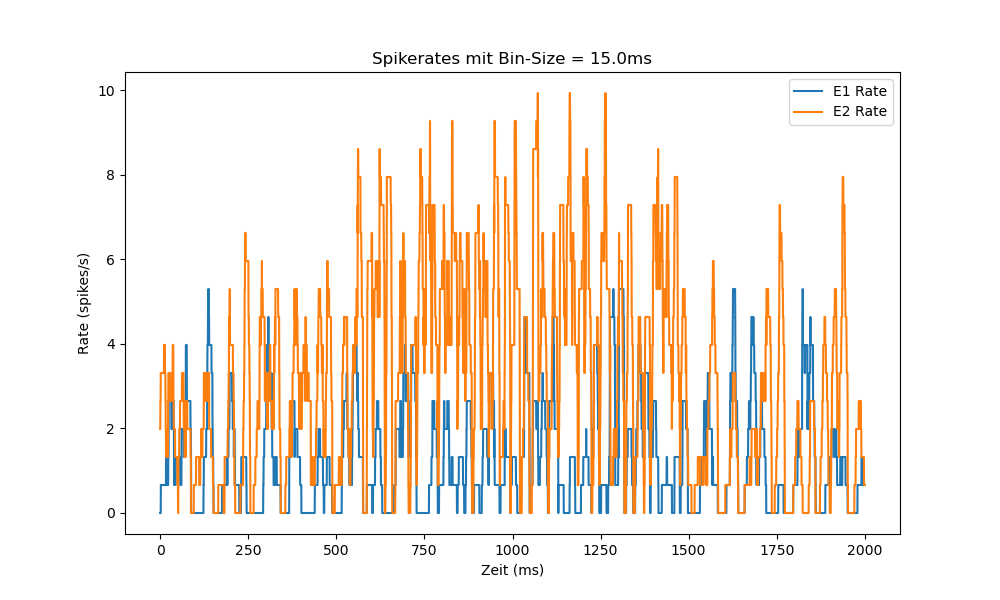 Spikerates mit Bin-Size = 15.0ms
E1 Rate
E2 Rate
Rate (spikes/s)
10
8
6
4
2
0
0 250 500 750 1000 1250 1500 1750 2000
Zeit (ms)